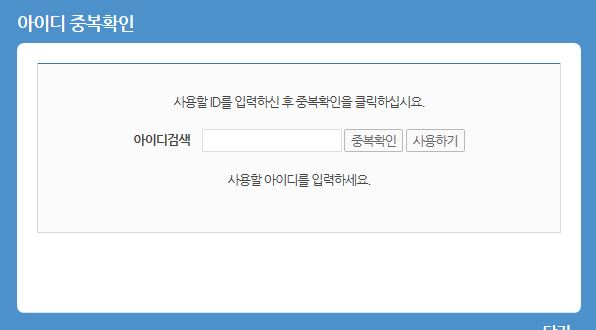 아이디 중복확인
사용할 ID를 입력하신 후 중복확인을 클릭하십시요.
아이디검색 중복확인 사용하기
사용할 아이디를 입력하세요.